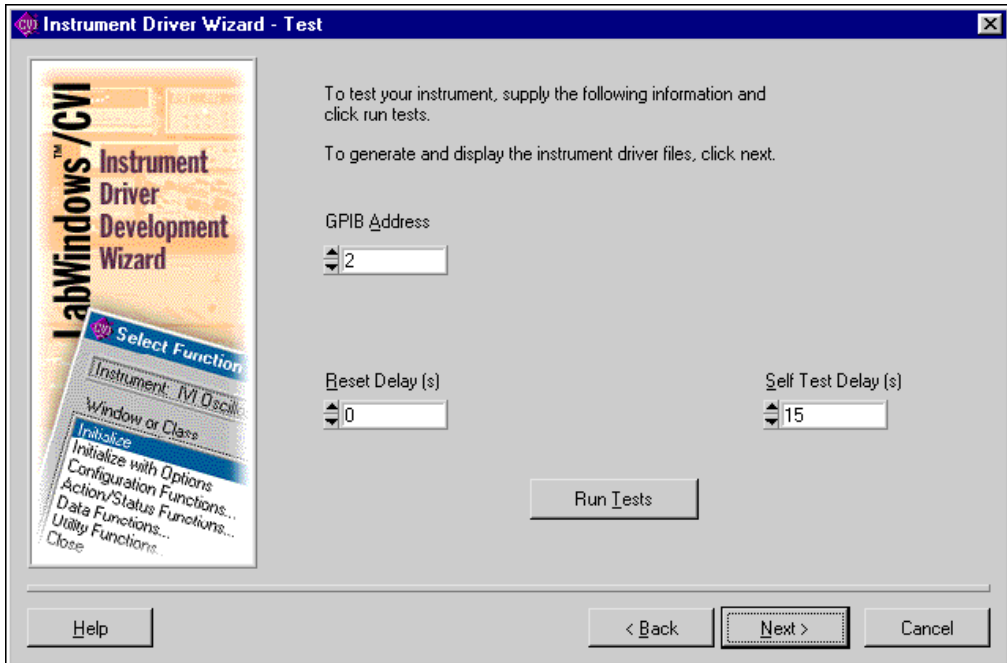 CVI Instrument Driver Wizard - Test
LabWindows™/CVI
Instrument
Driver
Development
Wizard
CVI Select Function
Instrument: IVI Oscill
Window or Class
Initialize
Initialize with Options
Configuration Functions...
Action/Status Functions...
Data Functions...
Utility Functions...
Close
To test your instrument, supply the following information and
click run tests.
To generate and display the instrument driver files, click next.
GPIB Address
2
Reset Delay (s)
0
Self Test Delay (s)
15
Run Tests
Help
< Back
Next >
Cancel